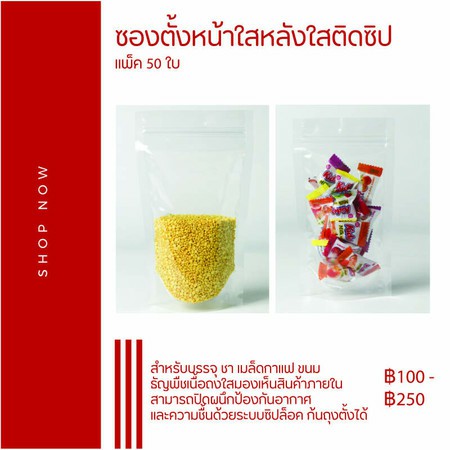 ซองตั้งหน้าใสหลังใสติดซิป
แพ็ค 50 ใบ
SHOP NOW
สำหรับบรรจุ ชา เมล็ดกาแฟ ขนม
ธัญพืชเนื้อถุงใสมองเห็นสินค้าภายใน
สามารถปิดผนึกป้องกันอากาศ
และความชื้นด้วยระบบซิปล็อค ก้นถุงตั้งได้
฿100 -
฿250